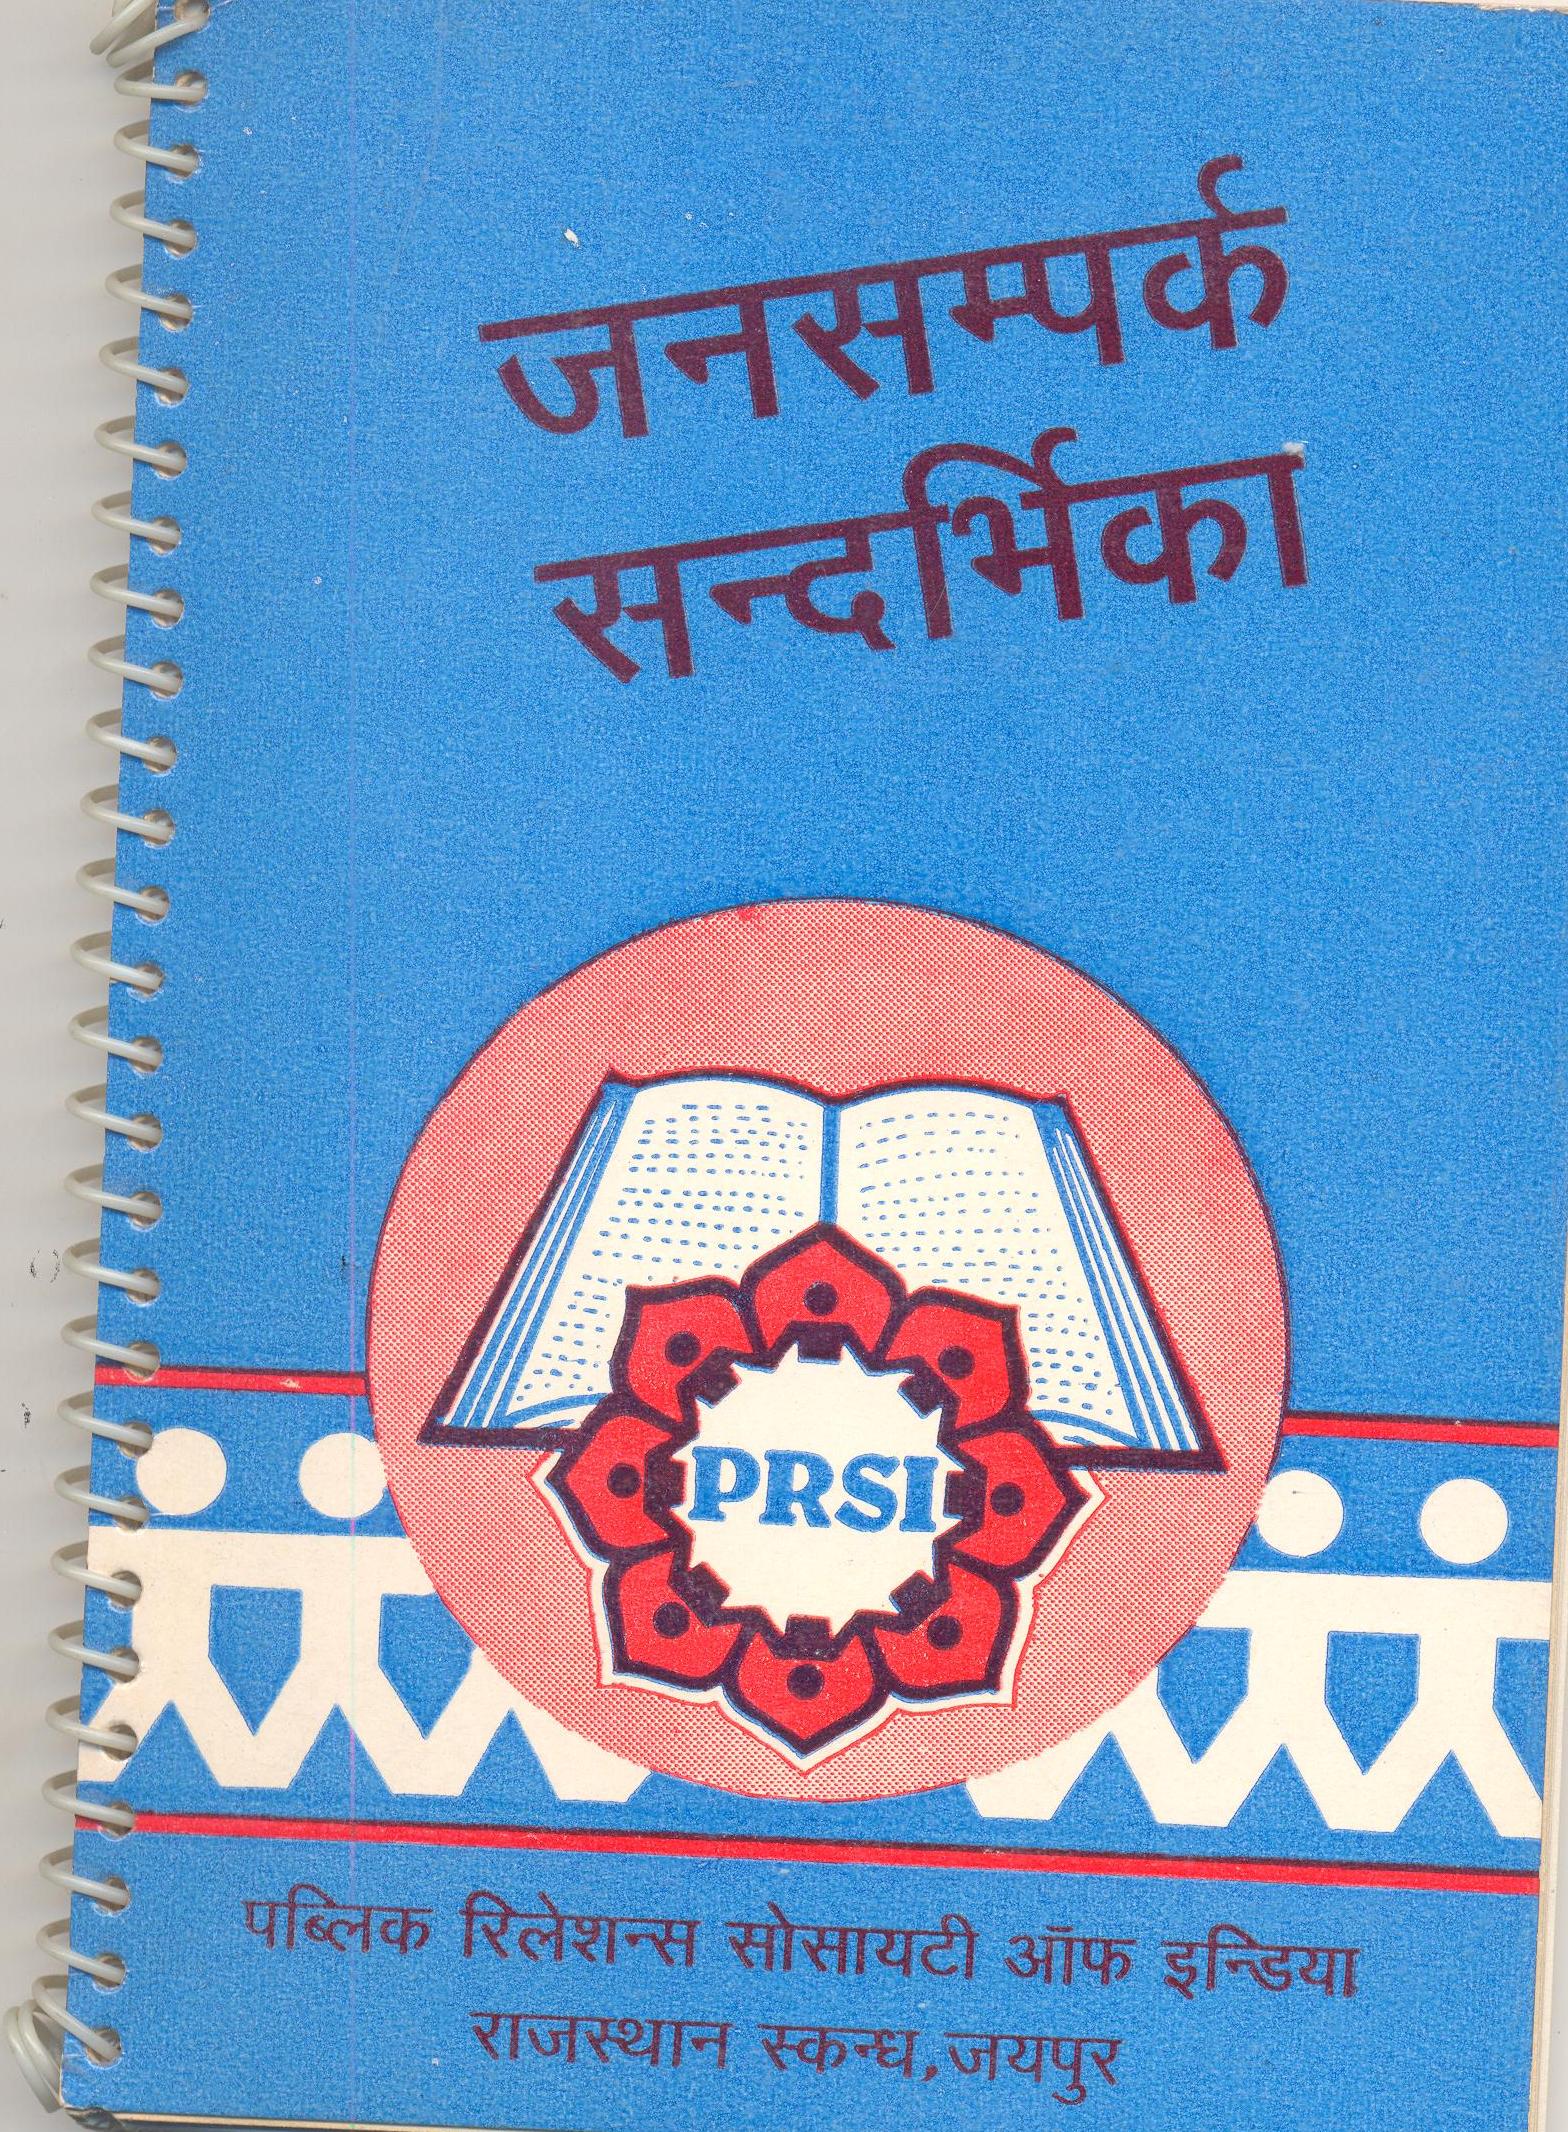 जनसम्पर्क
सन्दर्भिका
PRSI
पब्लिक रिलेशन्स सोसायटी ऑफ इन्डिया
राजस्थान स्कन्ध, जयपुर